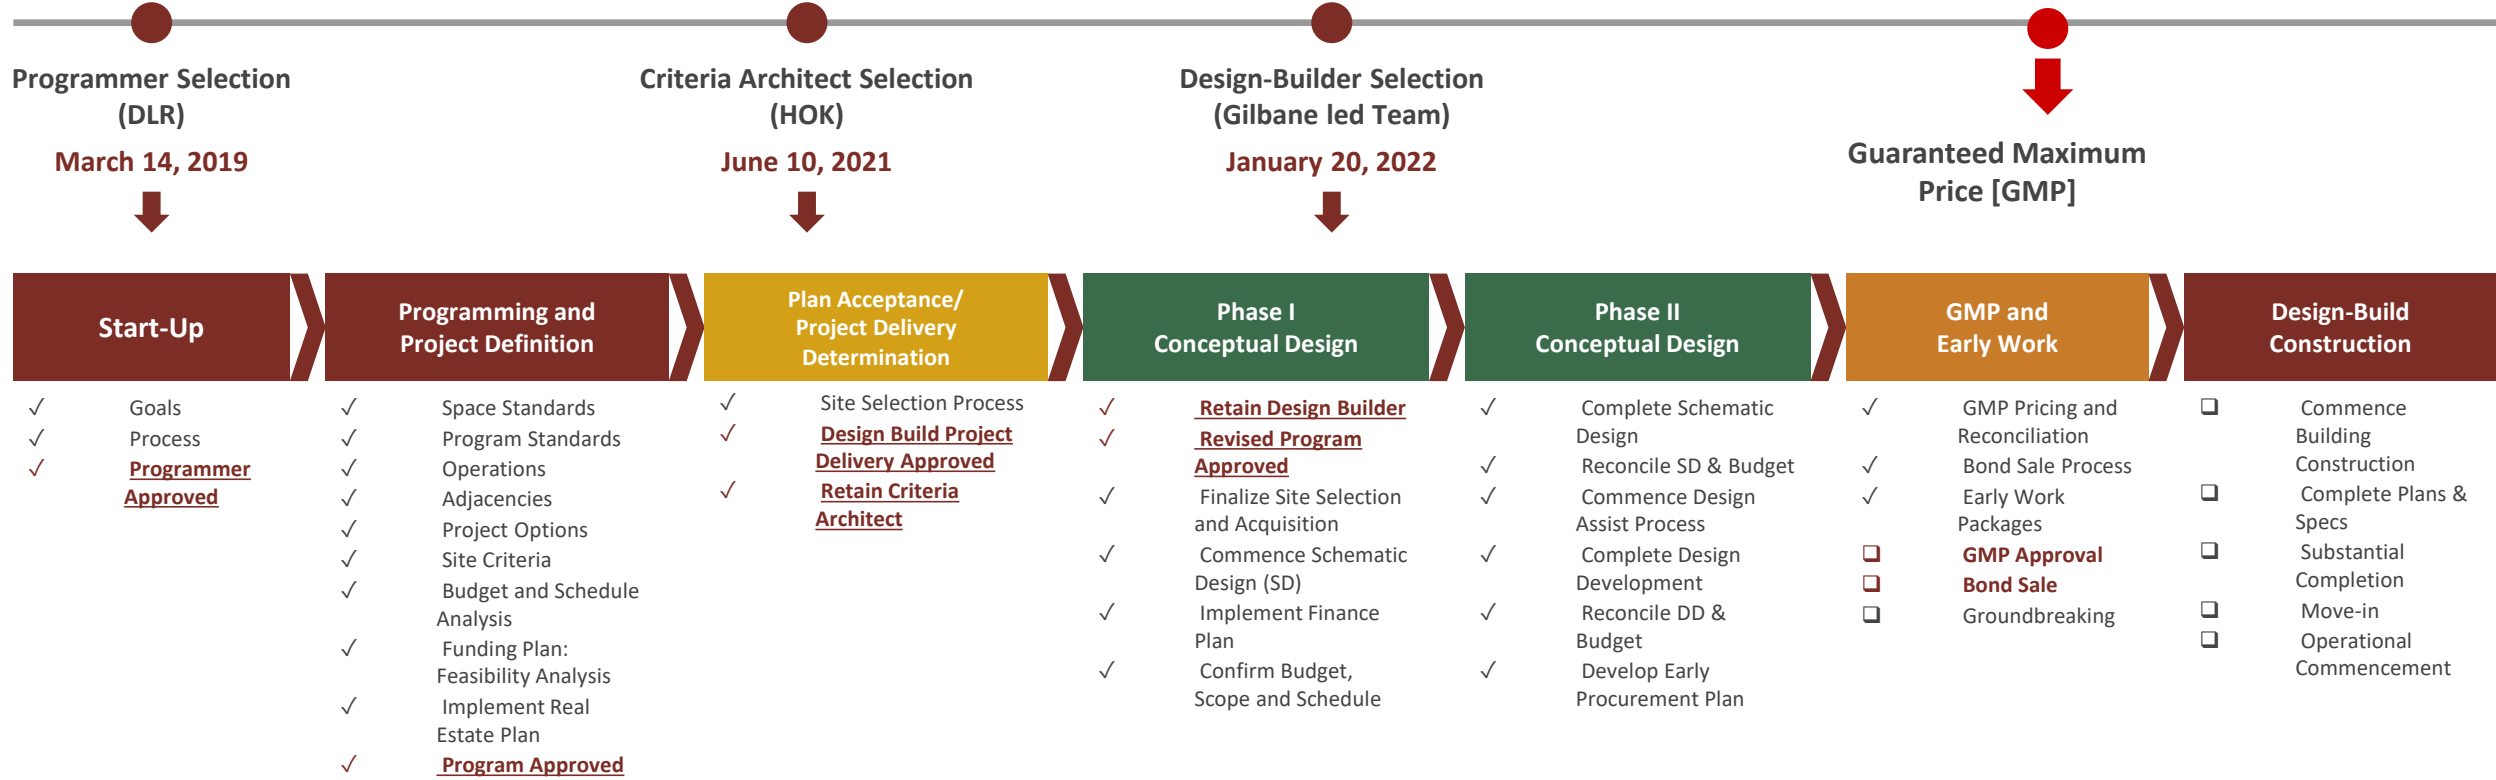 Programmer Selection
(DLR)
March 14, 2019
Criteria Architect Selection
(HOK)
June 10, 2021
Design-Builder Selection
(Gilbane led Team)
January 20, 2022
Guaranteed Maximum
Price [GMP]
Start-Up
✓ Goals
✓ Process
✓ Programmer
Approved
Programming and
Project Definition
✓ Space Standards
✓ Program Standards
✓ Operations
✓ Adjacencies
✓ Project Options
✓ Site Criteria
✓ Budget and Schedule
Analysis
✓ Funding Plan:
Feasibility Analysis
✓ Implement Real
Estate Plan
✓ Program Approved
Plan Acceptance/
Project Delivery
Determination
✓ Site Selection Process
✓ Design Build Project
Delivery Approved
✓ Retain Criteria
Architect
Phase I
Conceptual Design
✓ Retain Design Builder
✓ Revised Program
Approved
✓ Finalize Site Selection
and Acquisition
✓ Commence Schematic
Design (SD)
✓ Implement Finance
Plan
✓ Confirm Budget,
Scope and Schedule
Phase II
Conceptual Design
✓ Complete Schematic
Design
✓ Reconcile SD & Budget
✓ Commence Design
Assist Process
✓ Complete Design
Development
✓ Reconcile DD &
Budget
✓ Develop Early
Procurement Plan
GMP and
Early Work
✓ GMP Pricing and
Reconciliation
✓ Bond Sale Process
✓ Early Work
Packages
❑ GMP Approval
❑ Bond Sale
❑ Groundbreaking
Design-Build
Construction
❑ Commence
Building
Construction
❑ Complete Plans &
Specs
❑ Substantial
Completion
❑ Move-in
❑ Operational
Commencement